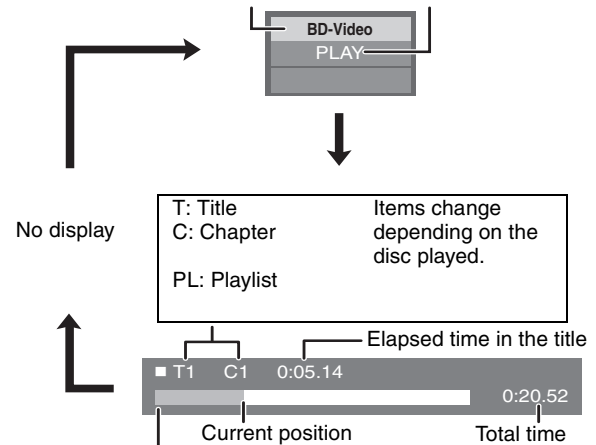 BD-Video
PLAY
No display
T: Title
C: Chapter
PL: Playlist
Items change
depending on the
disc played.
Elapsed time in the title
T1 C1 0:05.14
0:20.52
Current position
Total time